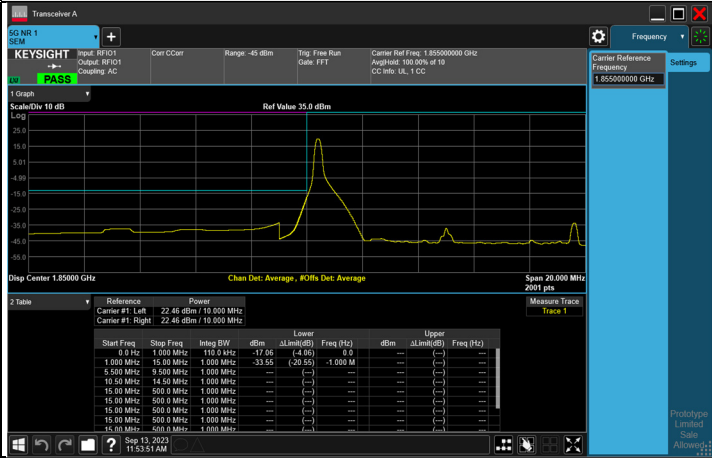 Transceiver A
5G NR 1
SEM
+
Frequency
KEYSIGHT
Input: RFIO1
Output: RFIO1
Coupling: AC
Corr CCorr
Range: -45 dBm
Trig: Free Run
Gate: FFT
Carrier Ref Freq: 1.855000000 GHz
Avg|Hold: 100.00% of 10
CC Info: UL, 1 CC
PASS
Carrier Reference
Frequency
1.855000000 GHz
Settings
1 Graph
Scale/Div 10 dB
Ref Value 35.0 dBm
Log
25.0
15.0
5.01
-4.99
-15.0
-25.0
-35.0
-45.0
-55.0
Disp Center 1.85000 GHz
Chan Det: Average, #Offs Det: Average
Span 20.000 MHz
2001 pts
2 Table
Reference Power
Carrier #1: Left 22.46 dBm / 10.000 MHz
Carrier #1: Right 22.46 dBm / 10.000 MHz
Measure Trace
Trace 1
Lower Upper
Start Freq Stop Freq Integ BW dBm ΔLimit(dB) Freq (Hz) dBm ΔLimit(dB) Freq (Hz)
0.0 Hz 1.000 MHz 110.0 kHz -17.06 (-4.06) 0.0 --- (---) ---
1.000 MHz 15.00 MHz 1.000 MHz -33.55 (-20.55) -1.000 M --- (---) ---
5.500 MHz 9.500 MHz 1.000 MHz --- (---) --- --- (---) ---
10.50 MHz 14.50 MHz 1.000 MHz --- (---) --- --- (---) ---
15.00 MHz 500.0 MHz 1.000 MHz --- (---) --- --- (---) ---
15.00 MHz 500.0 MHz 1.000 MHz --- (---) --- --- (---) ---
15.00 MHz 500.0 MHz 1.000 MHz --- (---) --- --- (---) ---
15.00 MHz 500.0 MHz 1.000 MHz --- (---) --- --- (---) ---
Prototype
Limited
Sale
Allowed
?
Sep 13, 2023
11:53:51 AM